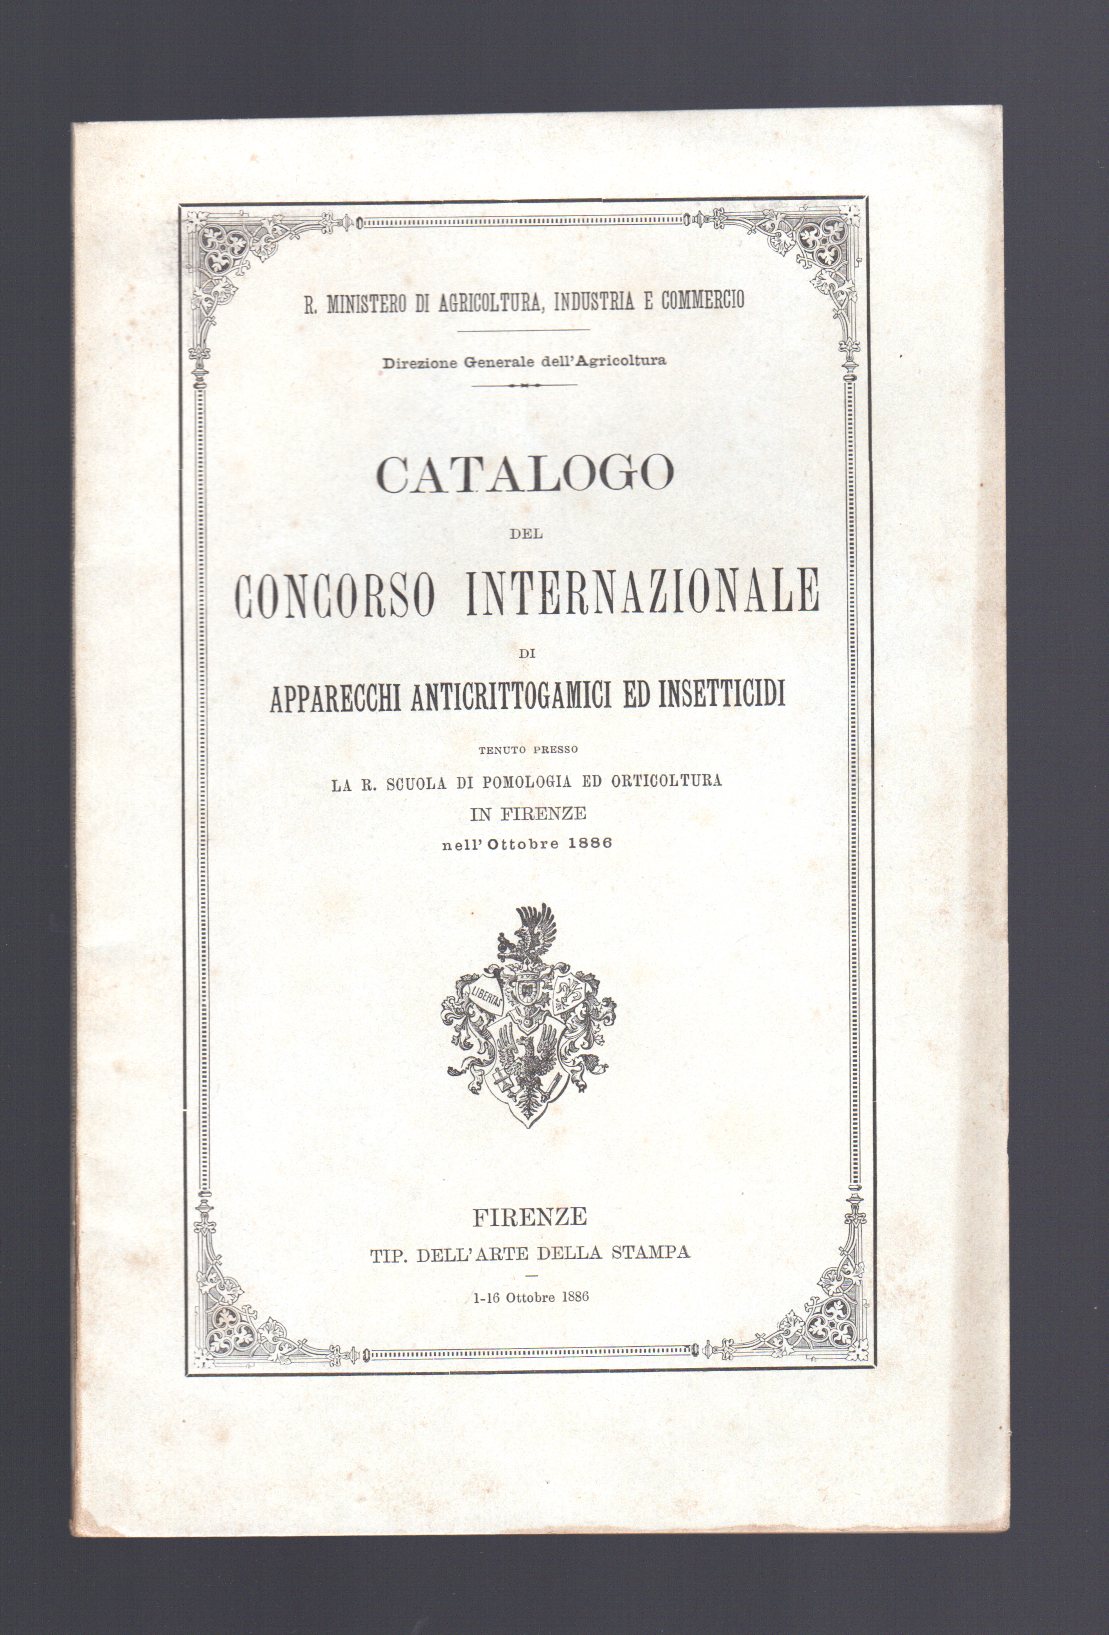 R. MINISTERO DI AGRICOLTURA, INDUSTRIA E COMMERCIO
Direzione Generale dell'Agricoltura
CATALOGO
DEL
CONCORSO INTERNAZIONALE
DI
APPARECCHI ANTICRITTOGAMICI ED INSETTICIDI
TENUTO PRESSO
LA R. SCUOLA DI POMOLOGIA ED ORTICOLTURA
IN FIRENZE
nell' Ottobre 1886
LIBERTAS
FIRENZE
TIP. DELL'ARTE DELLA STAMPA
—
1-16 Ottobre 1886